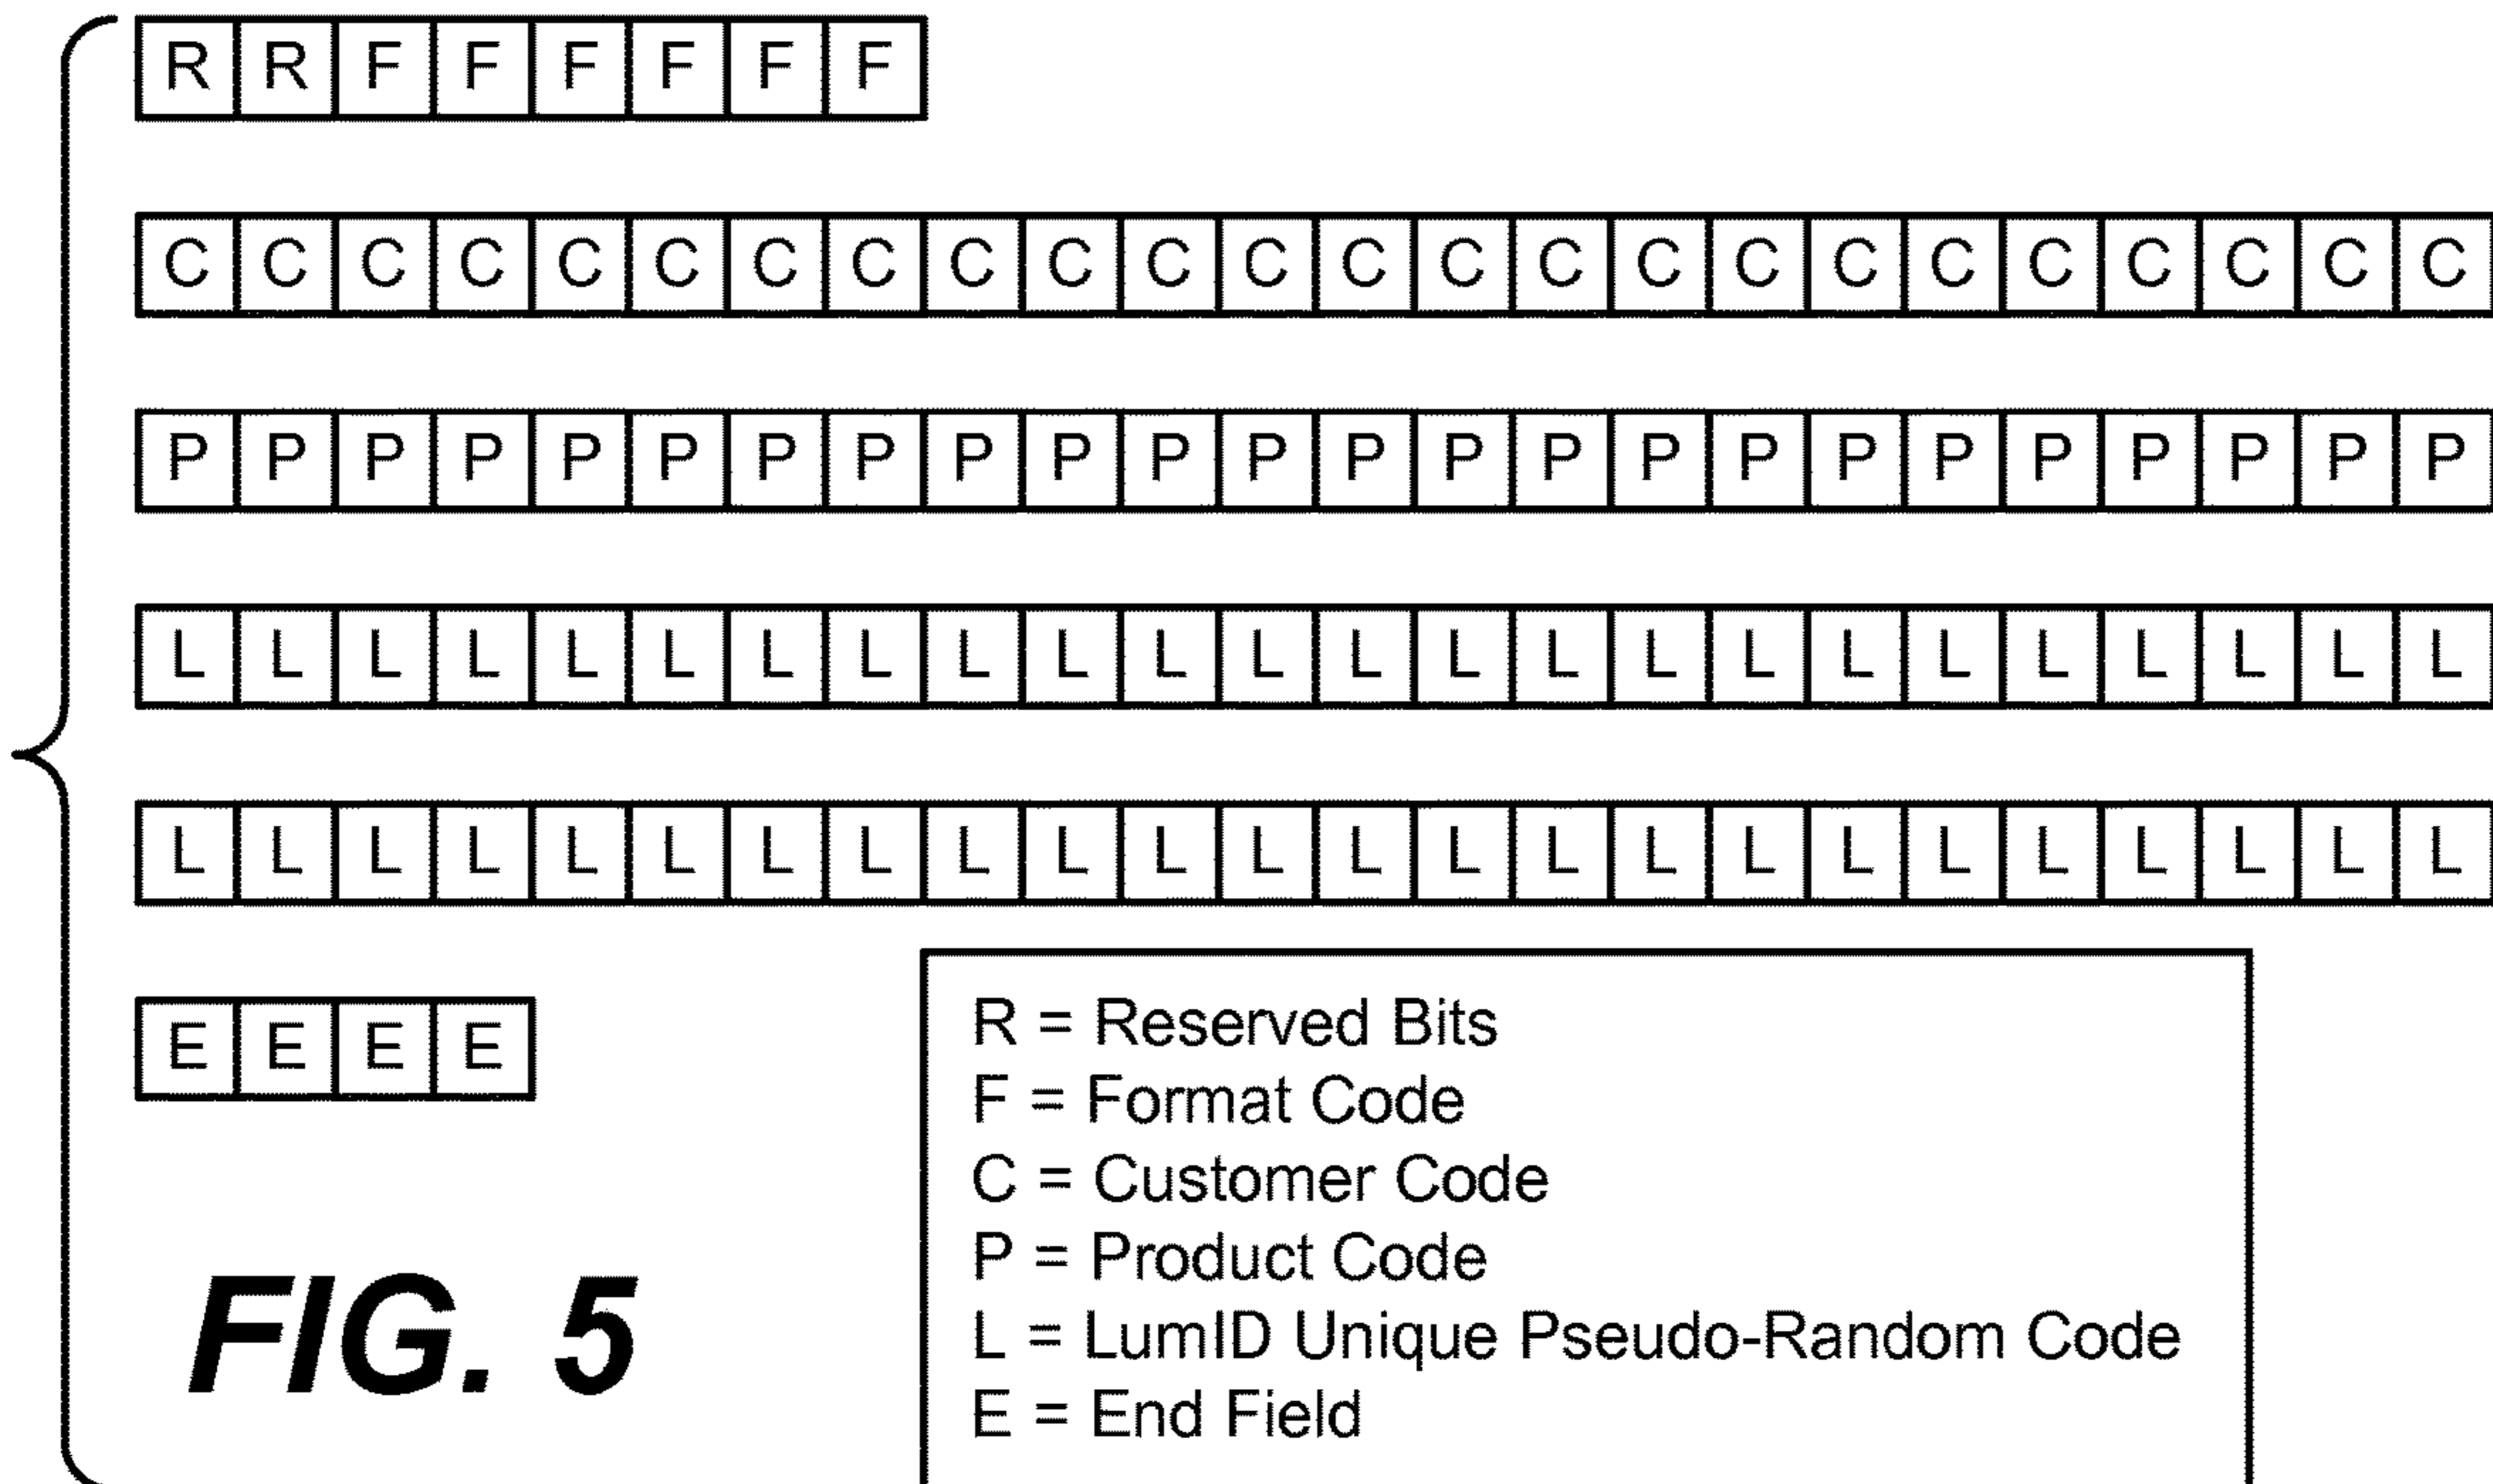 R R F F F F F F
C C C C C C C C C C C C C C C C C C C C C C C C
P P P P P P P P P P P P P P P P P P P P P P P P
L L L L L L L L L L L L L L L L L L L L L L L L
L L L L L L L L L L L L L L L L L L L L L L L L
E E E E
R = Reserved Bits
F = Format Code
C = Customer Code
P = Product Code
L = LumID Unique Pseudo-Random Code
E = End Field
FIG. 5